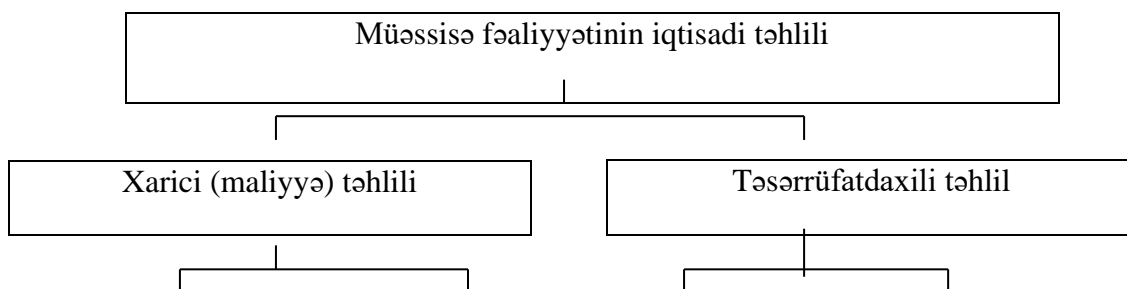 Müəssisə fəaliyyətinin iqtisadi təhlili
Xarici (maliyyə) təhlili
Təsərrüfatdaxili təhlil